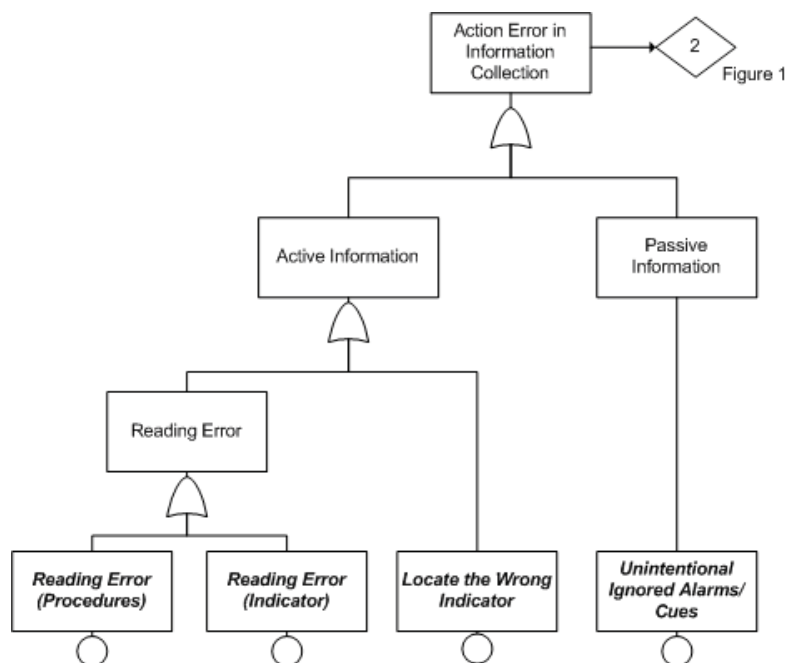 Action Error in
Information
Collection
2
Figure 1
Active Information
Passive
Information
Reading Error
Reading Error
(Procedures)
Reading Error
(Indicator)
Locate the Wrong
Indicator
Unintentional
Ignored Alarms/
Cues